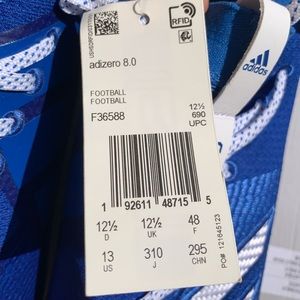 RFID
adizero 8.0
adidas
FOOTBALL
FOOTBALL
F36588
12½
690
UPC
1 92611 48715 5
12½ 12½ 48
D UK F
13 310 295
US J CHN
PO# 121645123